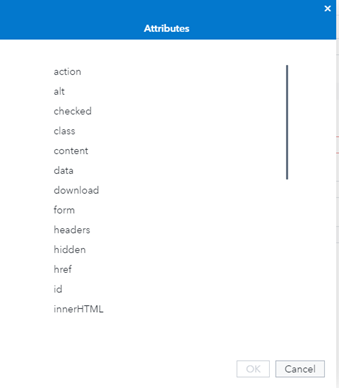 Attributes
action
alt
checked
class
content
data
download
form
headers
hidden
href
id
innerHTML
OK
Cancel